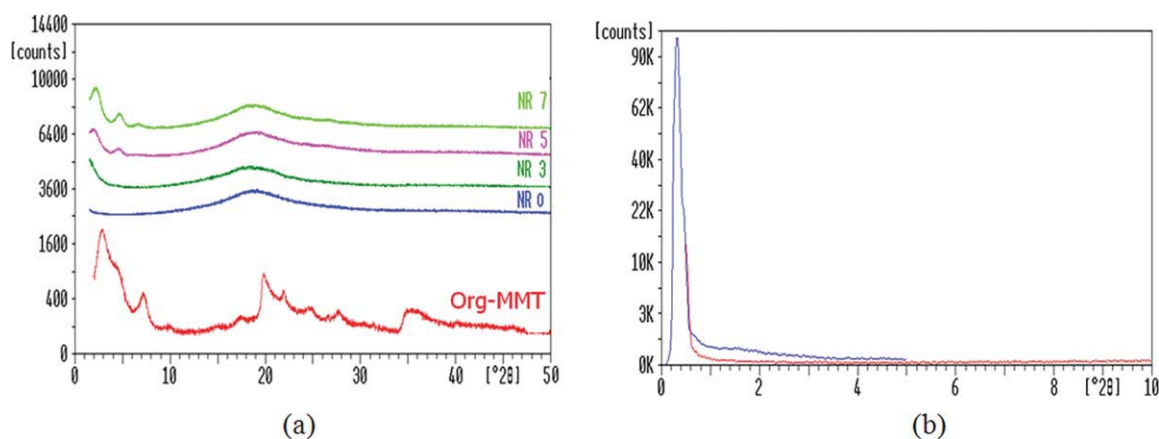 14400
[counts]
10000
6400
3600
1600
400
0
NR 7
NR 5
NR 3
NR 0
Org-MMT
0 10 20 30 40 [°2θ] 50
(a)
[counts]
90K
62K
40K
22K
10K
3K
0K
0 2 4 6 8 [°2θ] 10
(b)